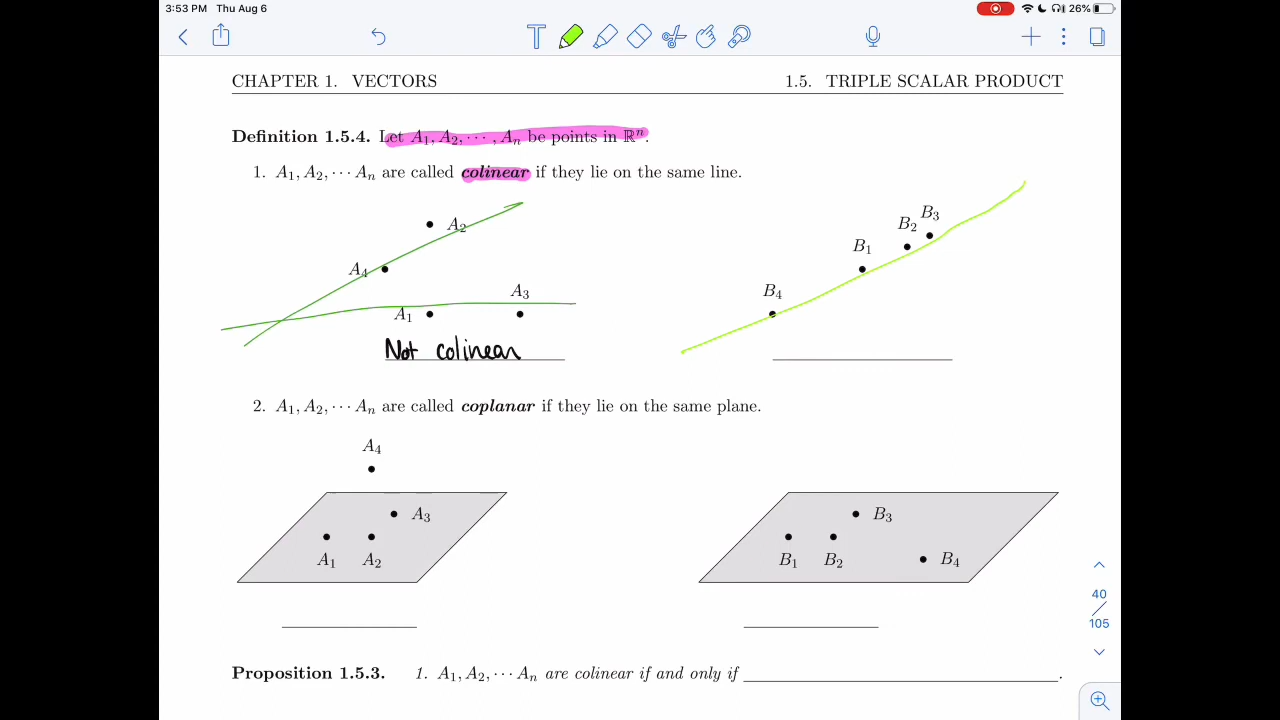 3:53 PM Thu Aug 6 26%
CHAPTER 1. VECTORS 1.5. TRIPLE SCALAR PRODUCT
Definition 1.5.4. Let A₁, A₂, ⋯ , Aₙ be points in ℝⁿ.
1. A₁, A₂, ⋯ Aₙ are called colinear if they lie on the same line.
A₂
A₄
A₃
A₁
Not colinear
B₃
B₂
B₁
B₄
2. A₁, A₂, ⋯ Aₙ are called coplanar if they lie on the same plane.
A₄
A₃
A₁ A₂
B₃
B₁ B₂ B₄
40
105
Proposition 1.5.3. 1. A₁, A₂, ⋯ Aₙ are colinear if and only if ____________.